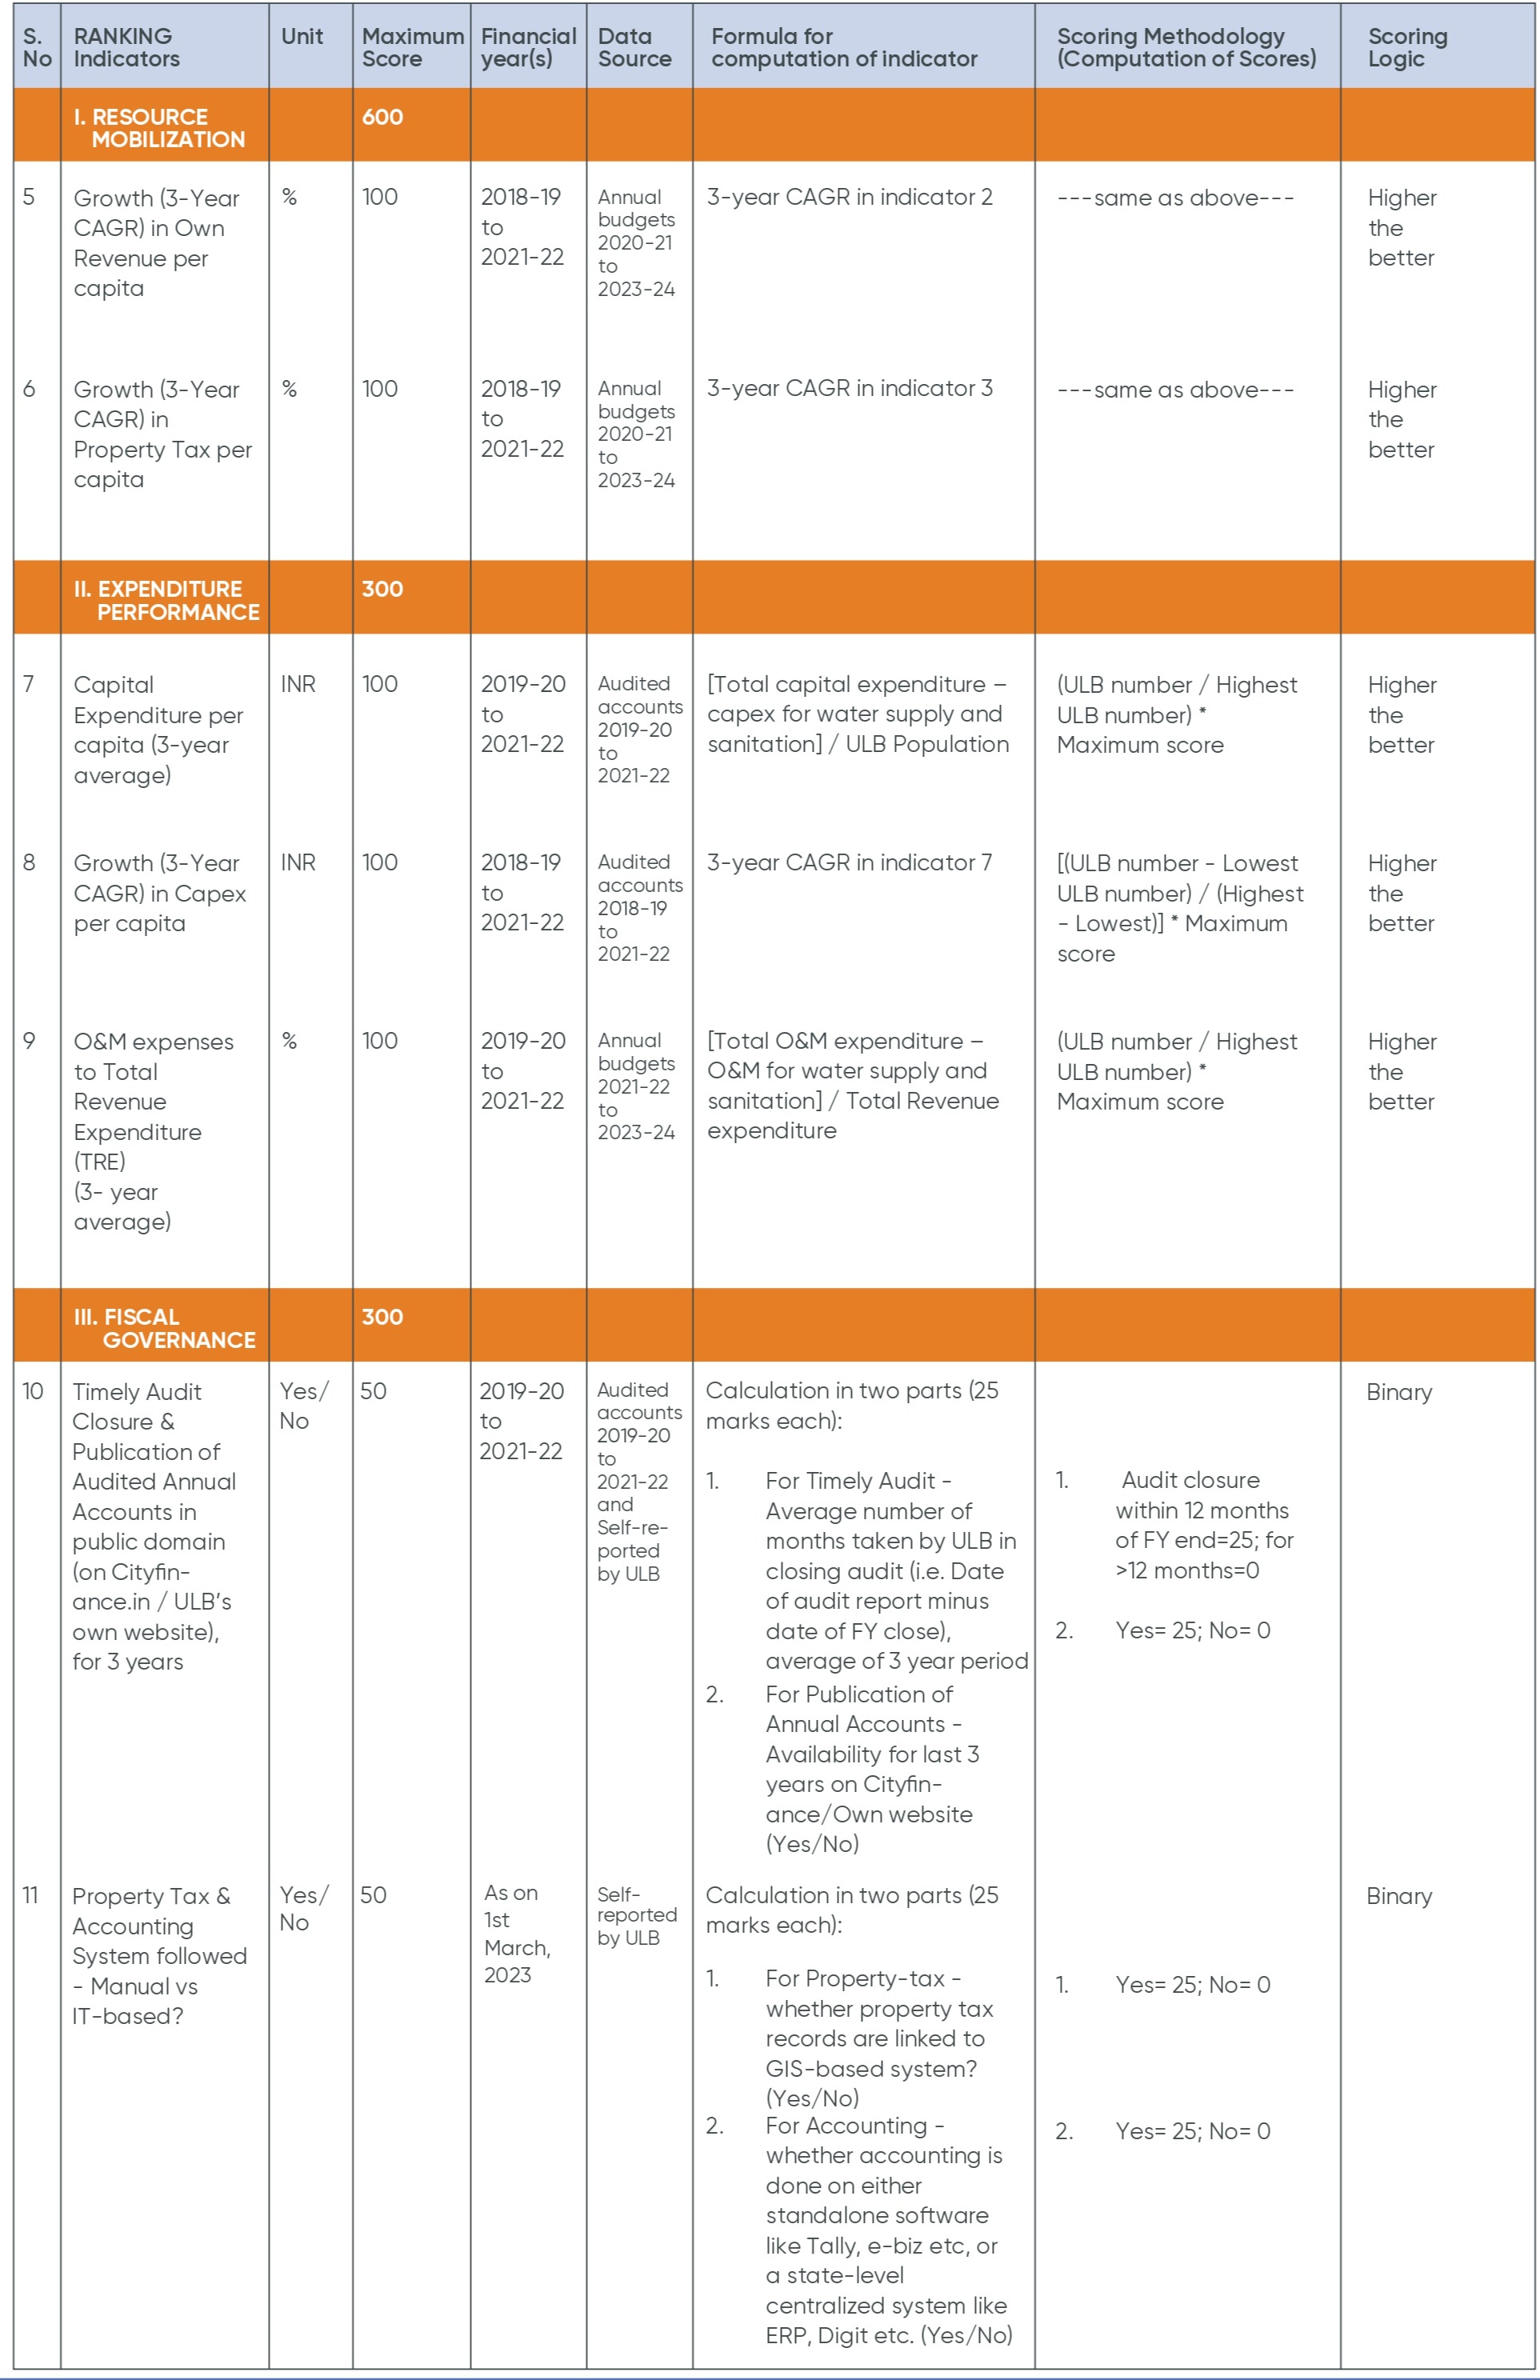 S. No
RANKING Indicators
Unit
Maximum Score
Financial year(s)
Data Source
Formula for computation of indicator
Scoring Methodology (Computation of Scores)
Scoring Logic
I. RESOURCE
MOBILIZATION
600
5
Growth (3-Year
CAGR) in Own
Revenue per
capita
%
100
2018-19
to
2021-22
Annual
budgets
2020-21
to
2023-24
3-year CAGR in indicator 2
---same as above---
Higher
the
better
6
Growth (3-Year
CAGR) in
Property Tax per
capita
%
100
2018-19
to
2021-22
Annual
budgets
2020-21
to
2023-24
3-year CAGR in indicator 3
---same as above---
Higher
the
better
II. EXPENDITURE
PERFORMANCE
300
7
Capital
Expenditure per
capita (3-year
average)
INR
100
2019-20
to
2021-22
Audited
accounts
2019-20
to
2021-22
[Total capital expenditure –
capex for water supply and
sanitation] / ULB Population
(ULB number / Highest
ULB number) *
Maximum score
Higher
the
better
8
Growth (3-Year
CAGR) in Capex
per capita
INR
100
2018-19
to
2021-22
Audited
accounts
2018-19
to
2021-22
3-year CAGR in indicator 7
[(ULB number - Lowest
ULB number) / (Highest
- Lowest)] * Maximum
score
Higher
the
better
9
O&M expenses
to Total
Revenue
Expenditure
(TRE)
(3- year
average)
%
100
2019-20
to
2021-22
Annual
budgets
2021-22
to
2023-24
[Total O&M expenditure –
O&M for water supply and
sanitation] / Total Revenue
expenditure
(ULB number / Highest
ULB number) *
Maximum score
Higher
the
better
III. FISCAL
GOVERNANCE
300
10
Timely Audit
Closure &
Publication of
Audited Annual
Accounts in
public domain
(on Cityfin-
ance.in / ULB's
own website),
for 3 years
Yes/
No
50
2019-20
to
2021-22
Audited
accounts
2019-20
to
2021-22
and
Self-re-
ported
by ULB
Calculation in two parts (25
marks each):
1. For Timely Audit -
Average number of
months taken by ULB in
closing audit (i.e. Date
of audit report minus
date of FY close),
average of 3 year period
2. For Publication of
Annual Accounts -
Availability for last 3
years on Cityfin-
ance/Own website
(Yes/No)
1. Audit closure
within 12 months
of FY end=25; for
>12 months=0
2. Yes= 25; No= 0
Binary
11
Property Tax &
Accounting
System followed
- Manual vs
IT-based?
Yes/
No
50
As on
1st
March,
2023
Self-
reported
by ULB
Calculation in two parts (25
marks each):
1. For Property-tax -
whether property tax
records are linked to
GIS-based system?
(Yes/No)
2. For Accounting -
whether accounting is
done on either
standalone software
like Tally, e-biz etc, or
a state-level
centralized system like
ERP, Digit etc. (Yes/No)
1. Yes= 25; No= 0
2. Yes= 25; No= 0
Binary